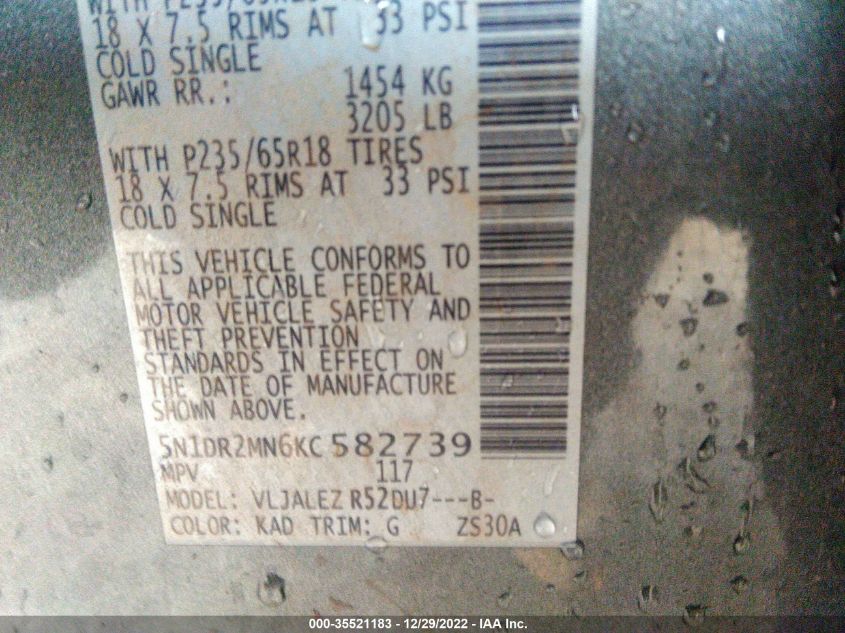 18 X 7.5 RIMS AT 33 PSI
COLD SINGLE
GAWR RR.: 1454 KG
3205 LB
WITH P235/65R18 TIRES
18 X 7.5 RIMS AT 33 PSI
COLD SINGLE
THIS VEHICLE CONFORMS TO
ALL APPLICABLE FEDERAL
MOTOR VEHICLE SAFETY AND
THEFT PREVENTION
STANDARDS IN EFFECT ON
THE DATE OF MANUFACTURE
SHOWN ABOVE.
5N1DR2MN6KC582739
MPV 117
MODEL: VLJALEZ R52DU7---B-
COLOR: KAD TRIM: G ZS30A
000-35521183 - 12/29/2022 - IAA Inc.